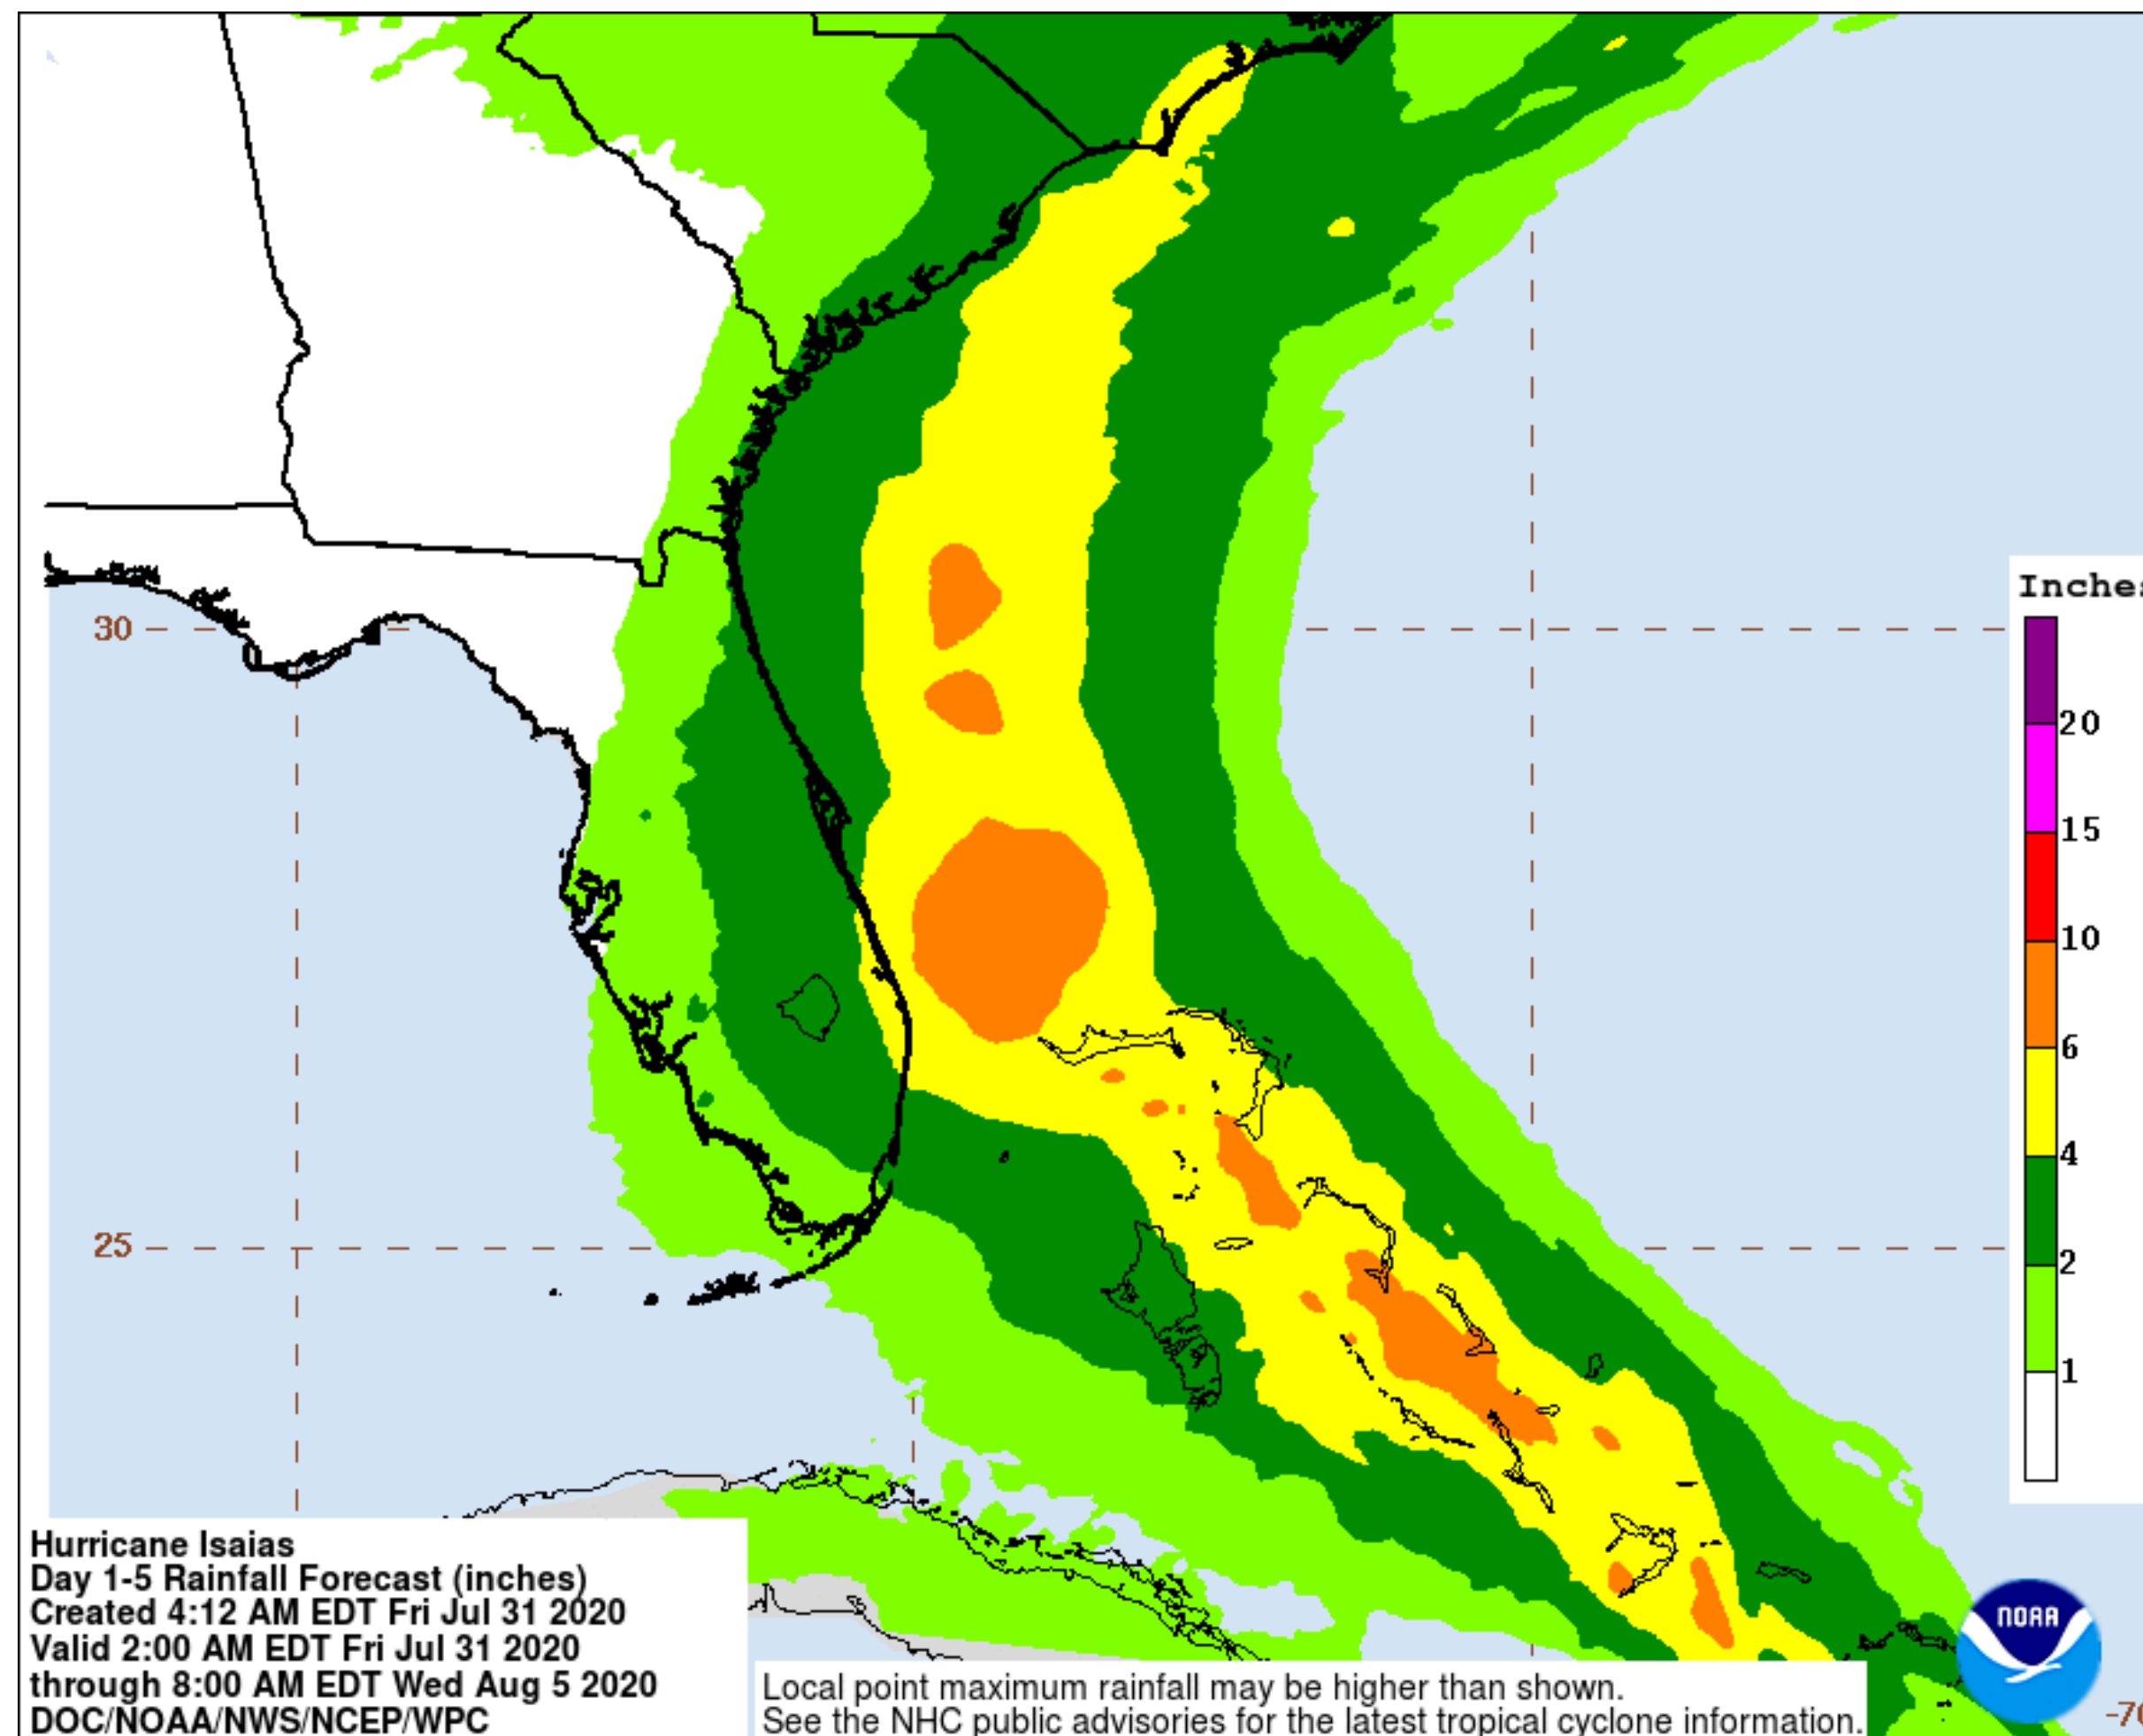 30
25
Inches
20
15
10
6
4
2
1
Hurricane Isaias
Day 1-5 Rainfall Forecast (inches)
Created 4:12 AM EDT Fri Jul 31 2020
Valid 2:00 AM EDT Fri Jul 31 2020
through 8:00 AM EDT Wed Aug 5 2020
DOC/NOAA/NWS/NCEP/WPC
Local point maximum rainfall may be higher than shown.
See the NHC public advisories for the latest tropical cyclone information.
NOAA
-70